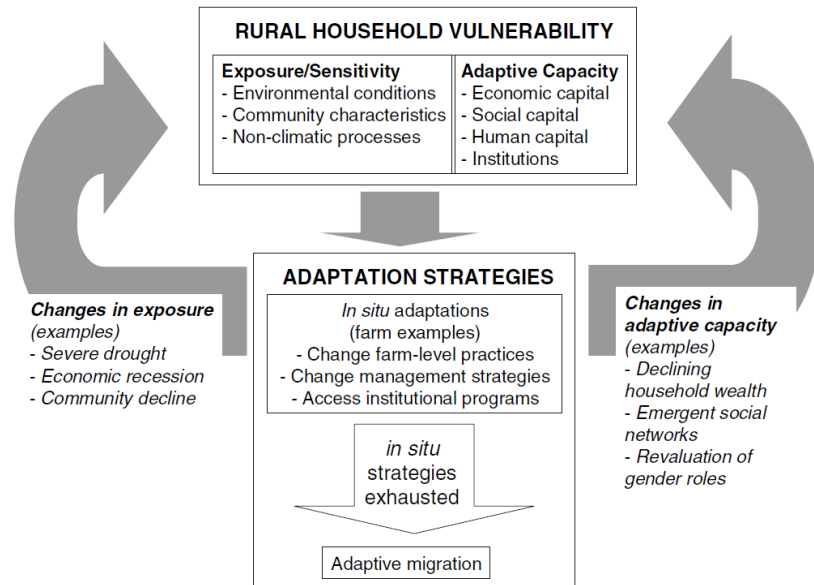 RURAL HOUSEHOLD VULNERABILITY
Exposure/Sensitivity
- Environmental conditions
- Community characteristics
- Non-climatic processes
Adaptive Capacity
- Economic capital
- Social capital
- Human capital
- Institutions
ADAPTATION STRATEGIES
In situ adaptations
(farm examples)
- Change farm-level practices
- Change management strategies
- Access institutional programs
in situ
strategies
exhausted
Adaptive migration
Changes in exposure
(examples)
- Severe drought
- Economic recession
- Community decline
Changes in
adaptive capacity
(examples)
- Declining
household wealth
- Emergent social
networks
- Revaluation of
gender roles